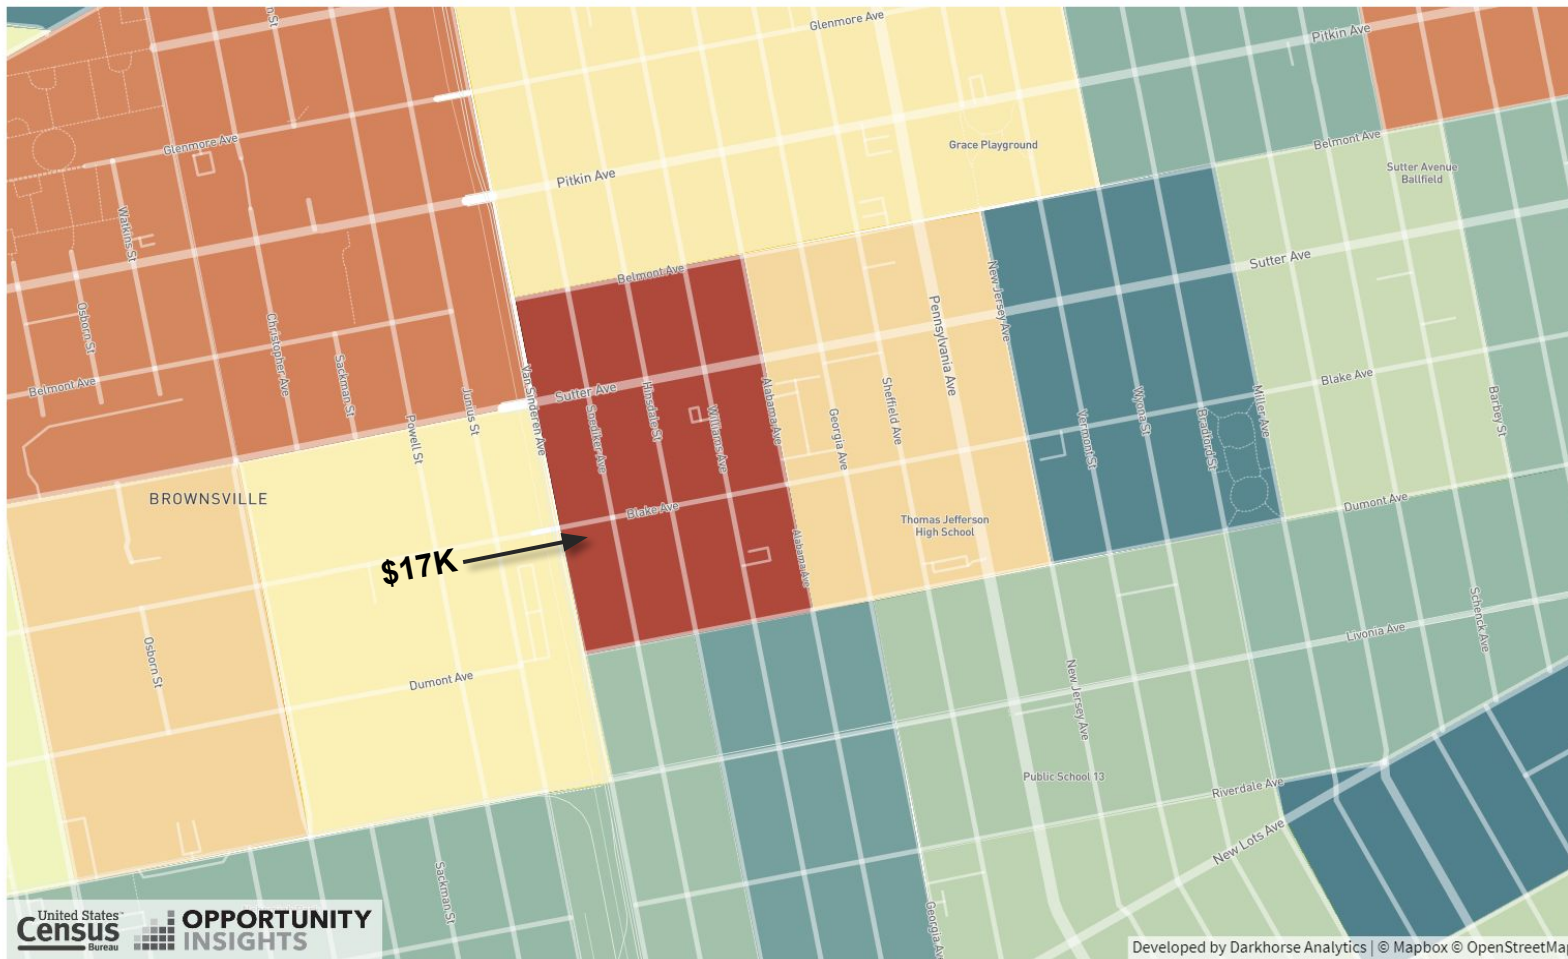 n St
Glenmore Ave
Pitkin Ave
Glenmore Ave
Grace Playground
Belmont Ave
Sutter Avenue
Ballfield
Pitkin Ave
Watkins St
Osborn St
Christopher Ave
Sackman St
Belmont Ave
Junius St
Powell St
Belmont Ave
Van Sinderen Ave
Sutter Ave
Snediker Ave
Hinsdale St
Williams Ave
Alabama Ave
Georgia Ave
Sheffield Ave
Pennsylvania Ave
New Jersey Ave
Sutter Ave
Vermont St
Wyona St
Bradford St
Miller Ave
Blake Ave
Barbey St
BROWNSVILLE
Blake Ave
Thomas Jefferson
High School
Dumont Ave
$17K
Alabama Ave
Osborn St
Dumont Ave
New Jersey Ave
Livonia Ave
Schenck Ave
Public School 13
Riverdale Ave
New Lots Ave
Sackman St
Georgia Av
United States
Census
Bureau
OPPORTUNITY
INSIGHTS
Developed by Darkhorse Analytics | © Mapbox © OpenStreetMap